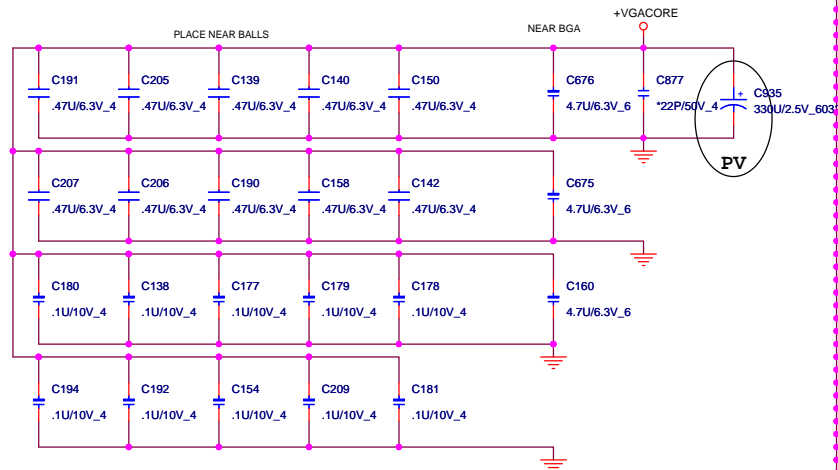 +VGACORE
PLACE NEAR BALLS
NEAR BGA
C191
.47U/6.3V_4
C205
.47U/6.3V_4
C139
.47U/6.3V_4
C140
.47U/6.3V_4
C150
.47U/6.3V_4
C676
4.7U/6.3V_6
C877
*22P/50V_4
+
C935
330U/2.5V_603
PV
C207
.47U/6.3V_4
C206
.47U/6.3V_4
C190
.47U/6.3V_4
C158
.47U/6.3V_4
C142
.47U/6.3V_4
C675
4.7U/6.3V_6
C180
.1U/10V_4
C138
.1U/10V_4
C177
.1U/10V_4
C179
.1U/10V_4
C178
.1U/10V_4
C160
4.7U/6.3V_6
C194
.1U/10V_4
C192
.1U/10V_4
C154
.1U/10V_4
C209
.1U/10V_4
C181
.1U/10V_4